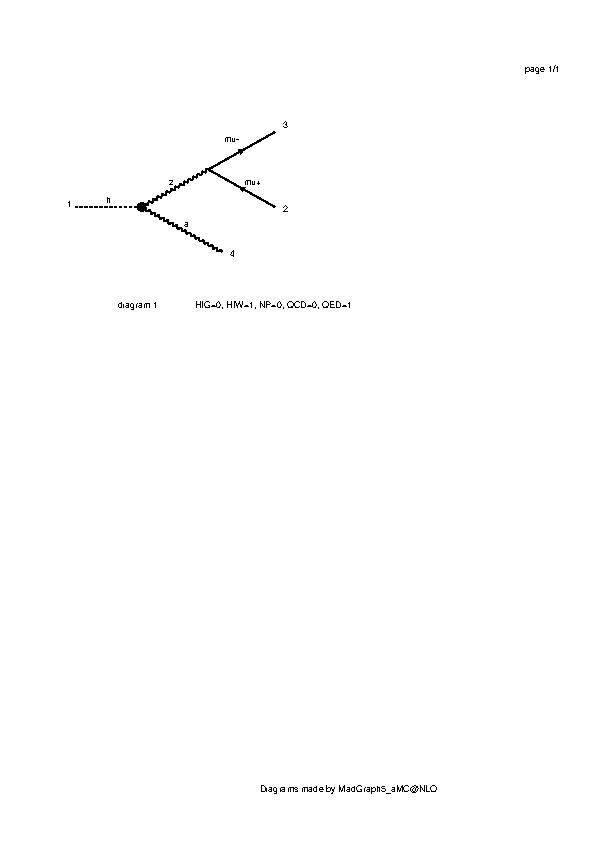 page 1/1
3
mu-
z
mu+
h
1
2
a
4
diagram 1 HIG=0, HIW=1, NP=0, QCD=0, QED=1
Diagrams made by MadGraph5_aMC@NLO